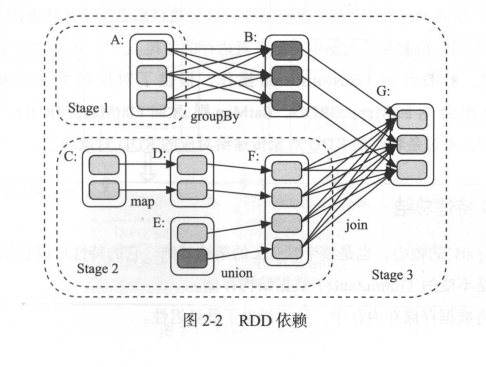 A:
B:
G:
Stage 1
groupBy
C:
D:
F:
map
E:
join
Stage 2
union
Stage 3
图 2-2 RDD 依赖